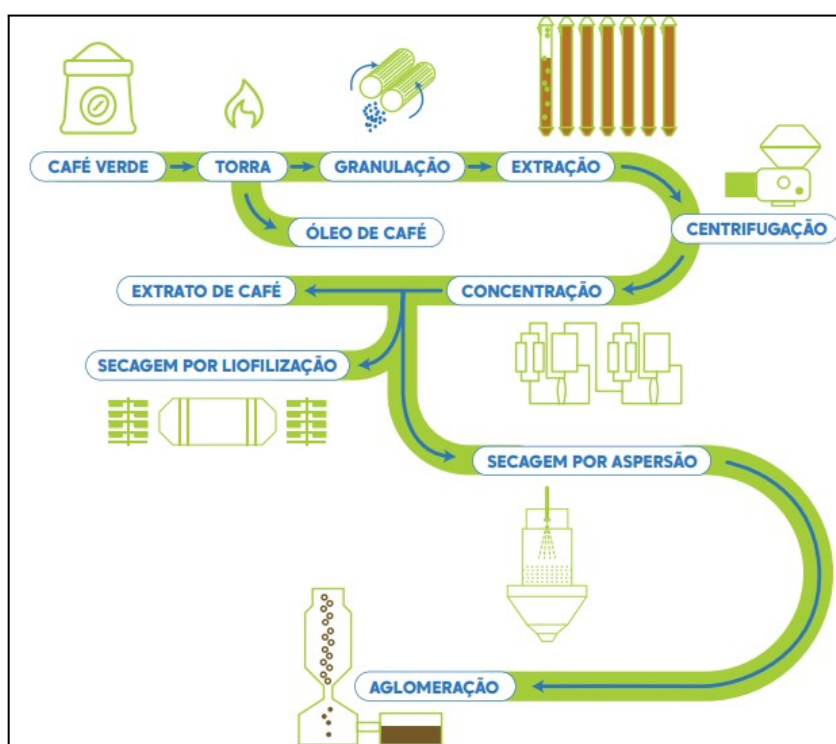 CAFÉ VERDE
TORRA
GRANULAÇÃO
EXTRAÇÃO
ÓLEO DE CAFÉ
CENTRIFUGAÇÃO
EXTRATO DE CAFÉ
CONCENTRAÇÃO
SECAGEM POR LIOFILIZAÇÃO
SECAGEM POR ASPERSÃO
AGLOMERAÇÃO